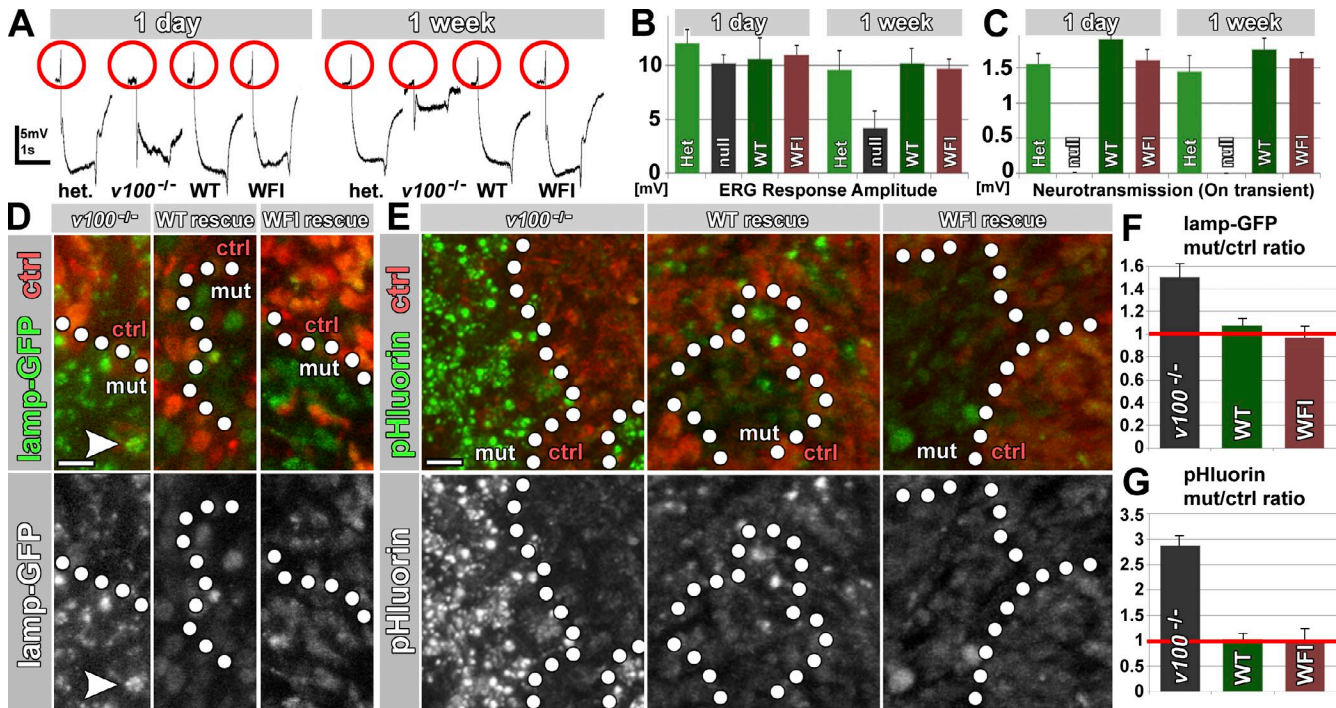 A
1 day
1 week
5mV
1s
het.
v100-/-
WT
WFI
het.
v100-/-
WT
WFI
B
1 day
1 week
10
5
0
[mV]
Het
null
WT
WFI
Het
null
WT
WFI
ERG Response Amplitude
C
1 day
1 week
1.5
1
0.5
0
[mV]
Het
null
WT
WFI
Het
null
WT
WFI
Neurotransmission (On transient)
D
v100-/-
WT rescue
WFI rescue
lamp-GFP ctrl
ctrl
mut
ctrl
mut
ctrl
mut
lamp-GFP
E
v100-/-
WT rescue
WFI rescue
pHluorin ctrl
mut
ctrl
mut
ctrl
mut
ctrl
pHluorin
F
lamp-GFP
mut/ctrl ratio
1.6
1.4
1.2
1
0.8
0.6
0.4
0.2
0
v100-/-
WT
WFI
G
pHluorin
mut/ctrl ratio
3.5
3
2.5
2
1.5
1
0.5
0
v100-/-
WT
WFI